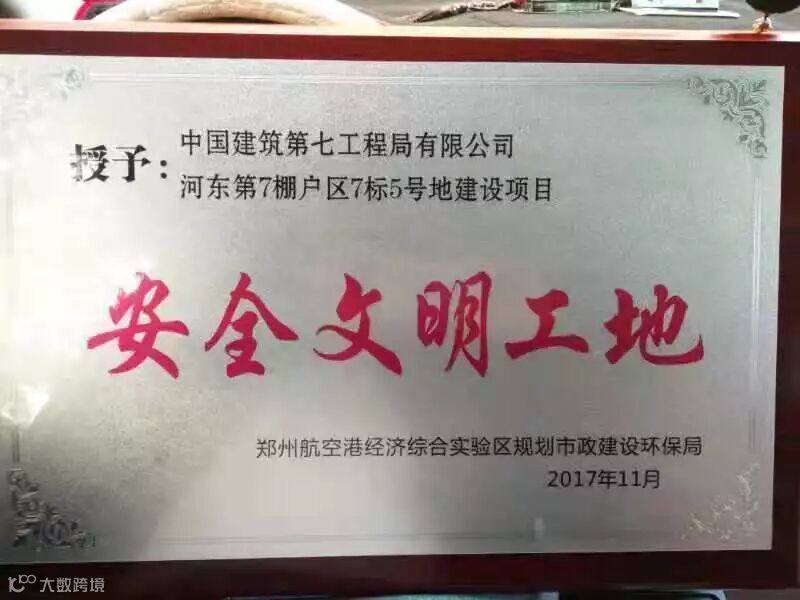 授予：
中国建筑第七工程局有限公司
河东第7棚户区7标5号地建设项目
安全文明工地
郑州航空港经济综合实验区规划市政建设环保局
2017年11月
大数跨境